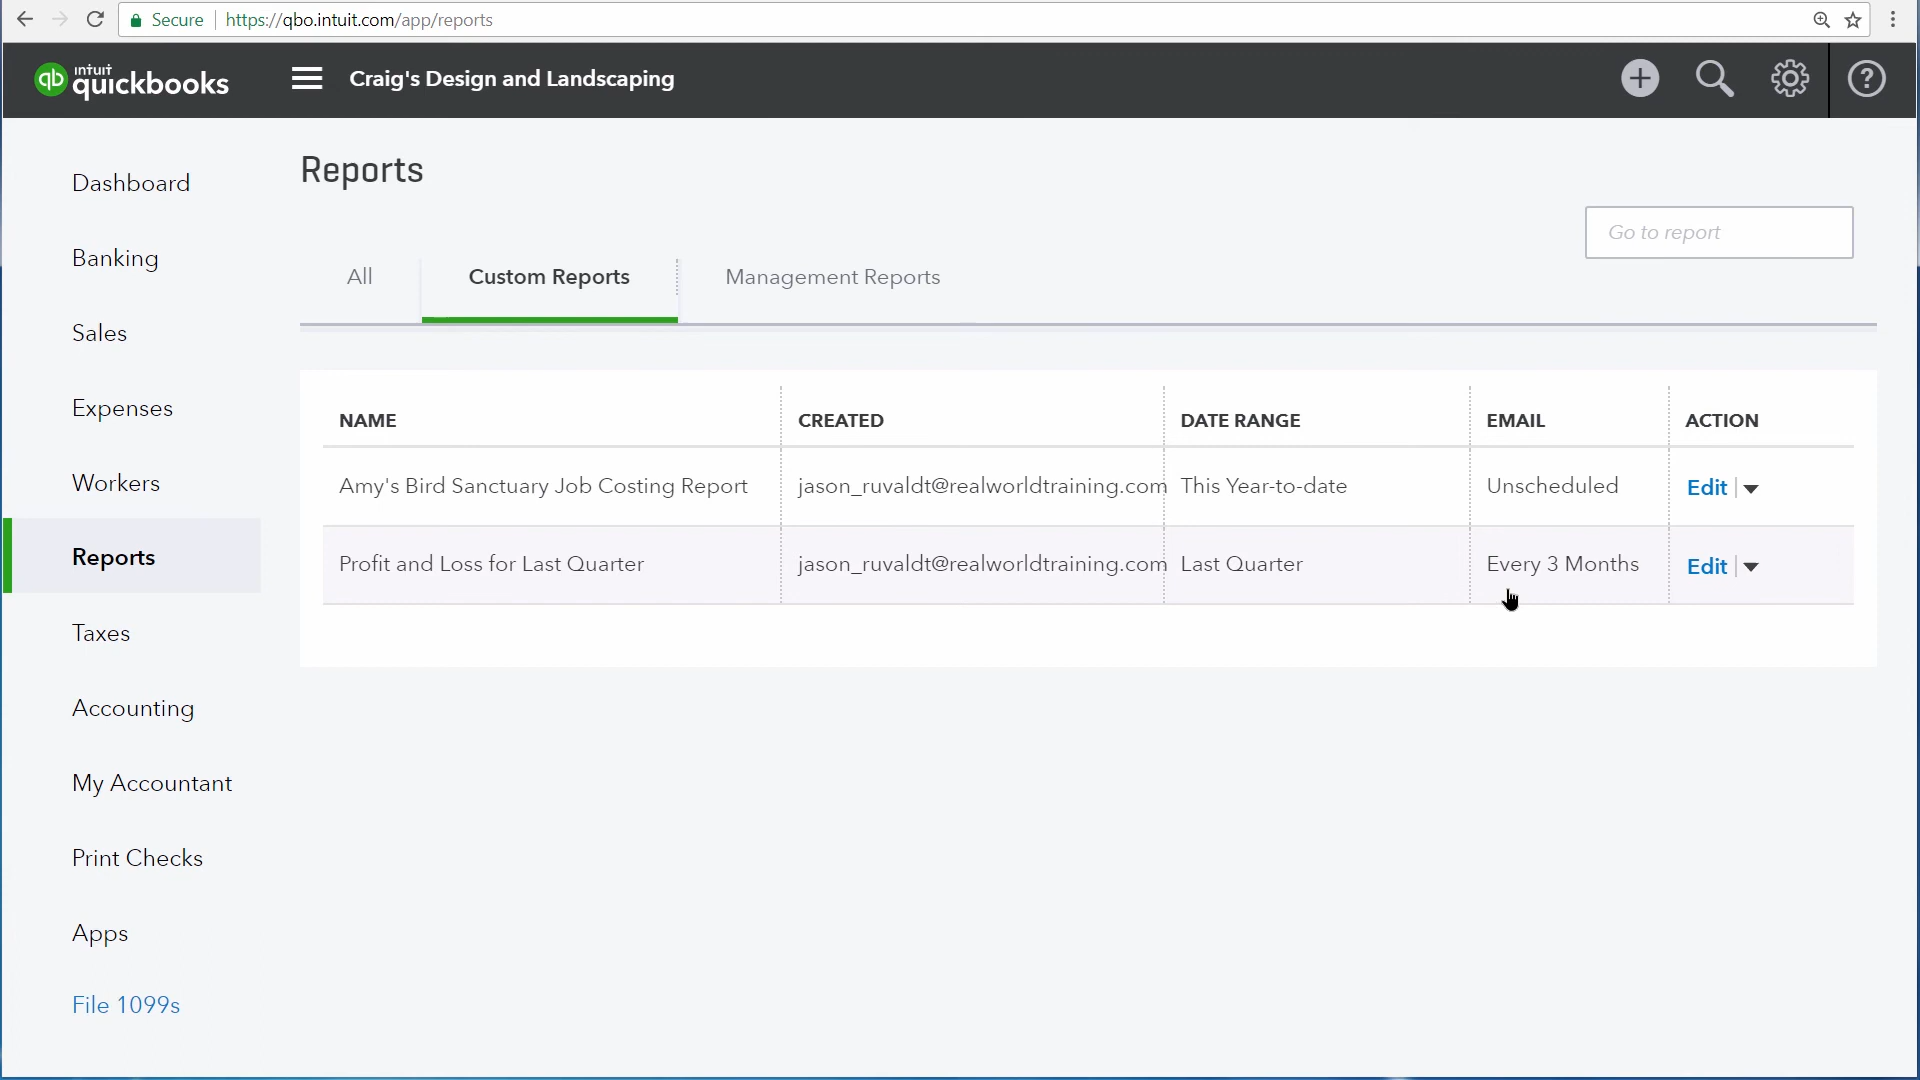 Secure https://qbo.intuit.com/app/reports
qb intuit quickbooks
Craig's Design and Landscaping
?
Dashboard
Banking
Sales
Expenses
Workers
Reports
Taxes
Accounting
My Accountant
Print Checks
Apps
File 1099s
Reports
Go to report
All Custom Reports Management Reports
NAME CREATED DATE RANGE EMAIL ACTION
Amy's Bird Sanctuary Job Costing Report jason_ruvaldt@realworldtraining.com This Year-to-date Unscheduled Edit
Profit and Loss for Last Quarter jason_ruvaldt@realworldtraining.com Last Quarter Every 3 Months Edit